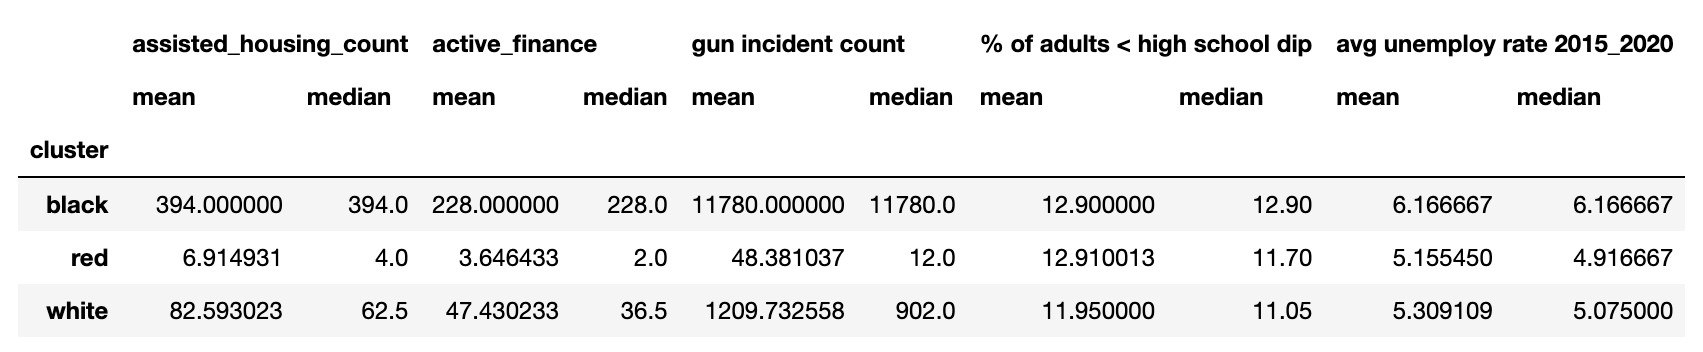 assisted_housing_count active_finance gun incident count % of adults < high school dip avg unemploy rate 2015_2020
mean median mean median mean median mean median mean median
cluster
black 394.000000 394.0 228.000000 228.0 11780.000000 11780.0 12.900000 12.90 6.166667 6.166667
red 6.914931 4.0 3.646433 2.0 48.381037 12.0 12.910013 11.70 5.155450 4.916667
white 82.593023 62.5 47.430233 36.5 1209.732558 902.0 11.950000 11.05 5.309109 5.075000